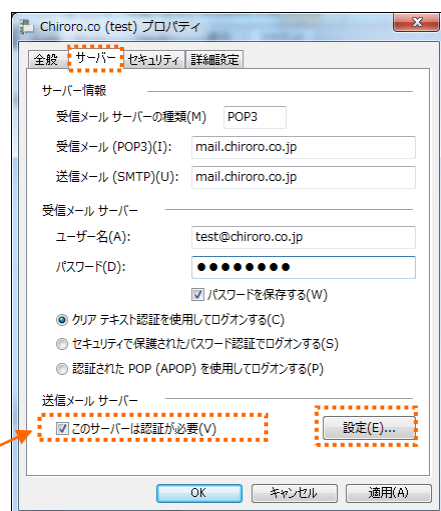 Chiroro.co (test) プロパティ
全般 サーバー セキュリティ 詳細設定
サーバー情報
受信メール サーバーの種類(M) POP3
受信メール (POP3)(I): mail.chiroro.co.jp
送信メール (SMTP)(U): mail.chiroro.co.jp
受信メール サーバー
ユーザー名(A): test@chiroro.co.jp
パスワード(D): ●●●●●●●●
パスワードを保存する(W)
クリア テキスト認証を使用してログオンする(C)
セキュリティで保護されたパスワード認証でログオンする(S)
認証された POP (APOP) を使用してログオンする(P)
送信メール サーバー
このサーバーは認証が必要(V) 設定(E)...
OK キャンセル 適用(A)